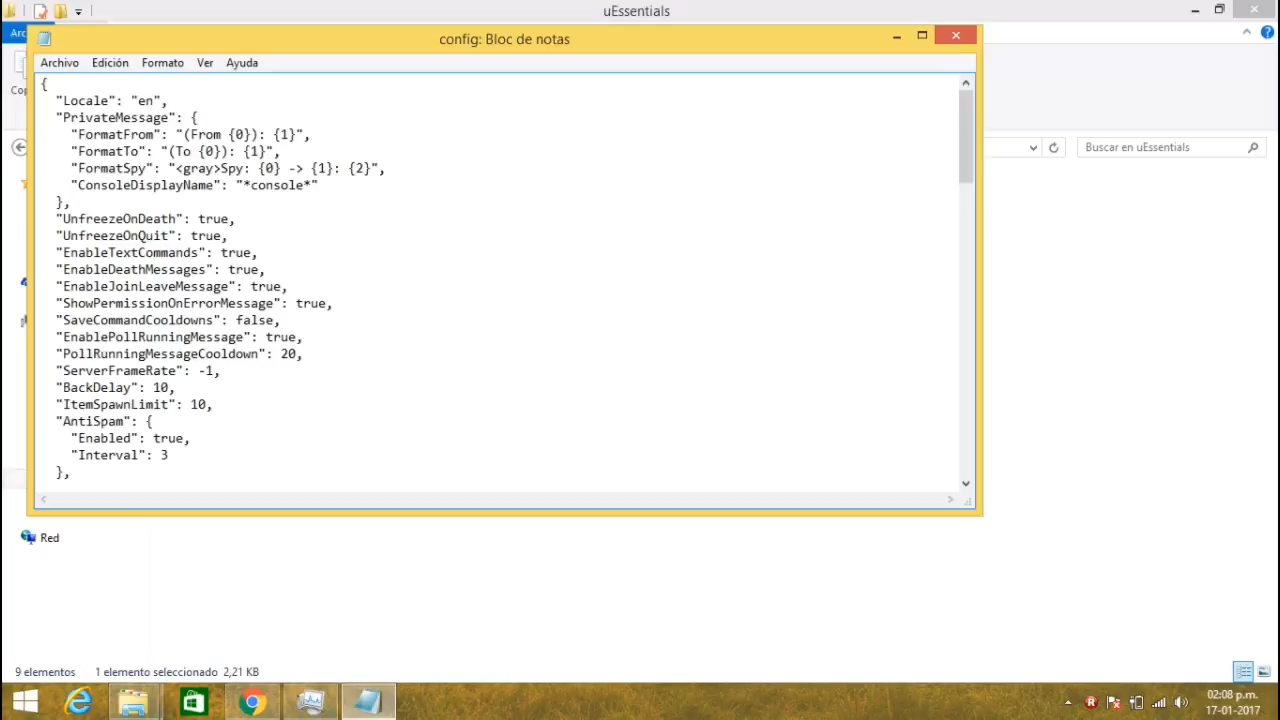 uEssentials
Arc
config: Bloc de notas
Archivo Edición Formato Ver Ayuda
Cop
Buscar en uEssentials
{
"Locale": "en",
"PrivateMessage": {
"FormatFrom": "(From {0}): {1}",
"FormatTo": "(To {0}): {1}",
"FormatSpy": "<gray>Spy: {0} -> {1}: {2}",
"ConsoleDisplayName": "*console*"
},
"UnfreezeOnDeath": true,
"UnfreezeOnQuit": true,
"EnableTextCommands": true,
"EnableDeathMessages": true,
"EnableJoinLeaveMessage": true,
"ShowPermissionOnErrorMessage": true,
"SaveCommandCooldowns": false,
"EnablePollRunningMessage": true,
"PollRunningMessageCooldown": 20,
"ServerFrameRate": -1,
"BackDelay": 10,
"ItemSpawnLimit": 10,
"AntiSpam": {
"Enabled": true,
"Interval": 3
},
Red
9 elementos 1 elemento seleccionado 2,21 KB
02:08 p.m.
17-01-2017